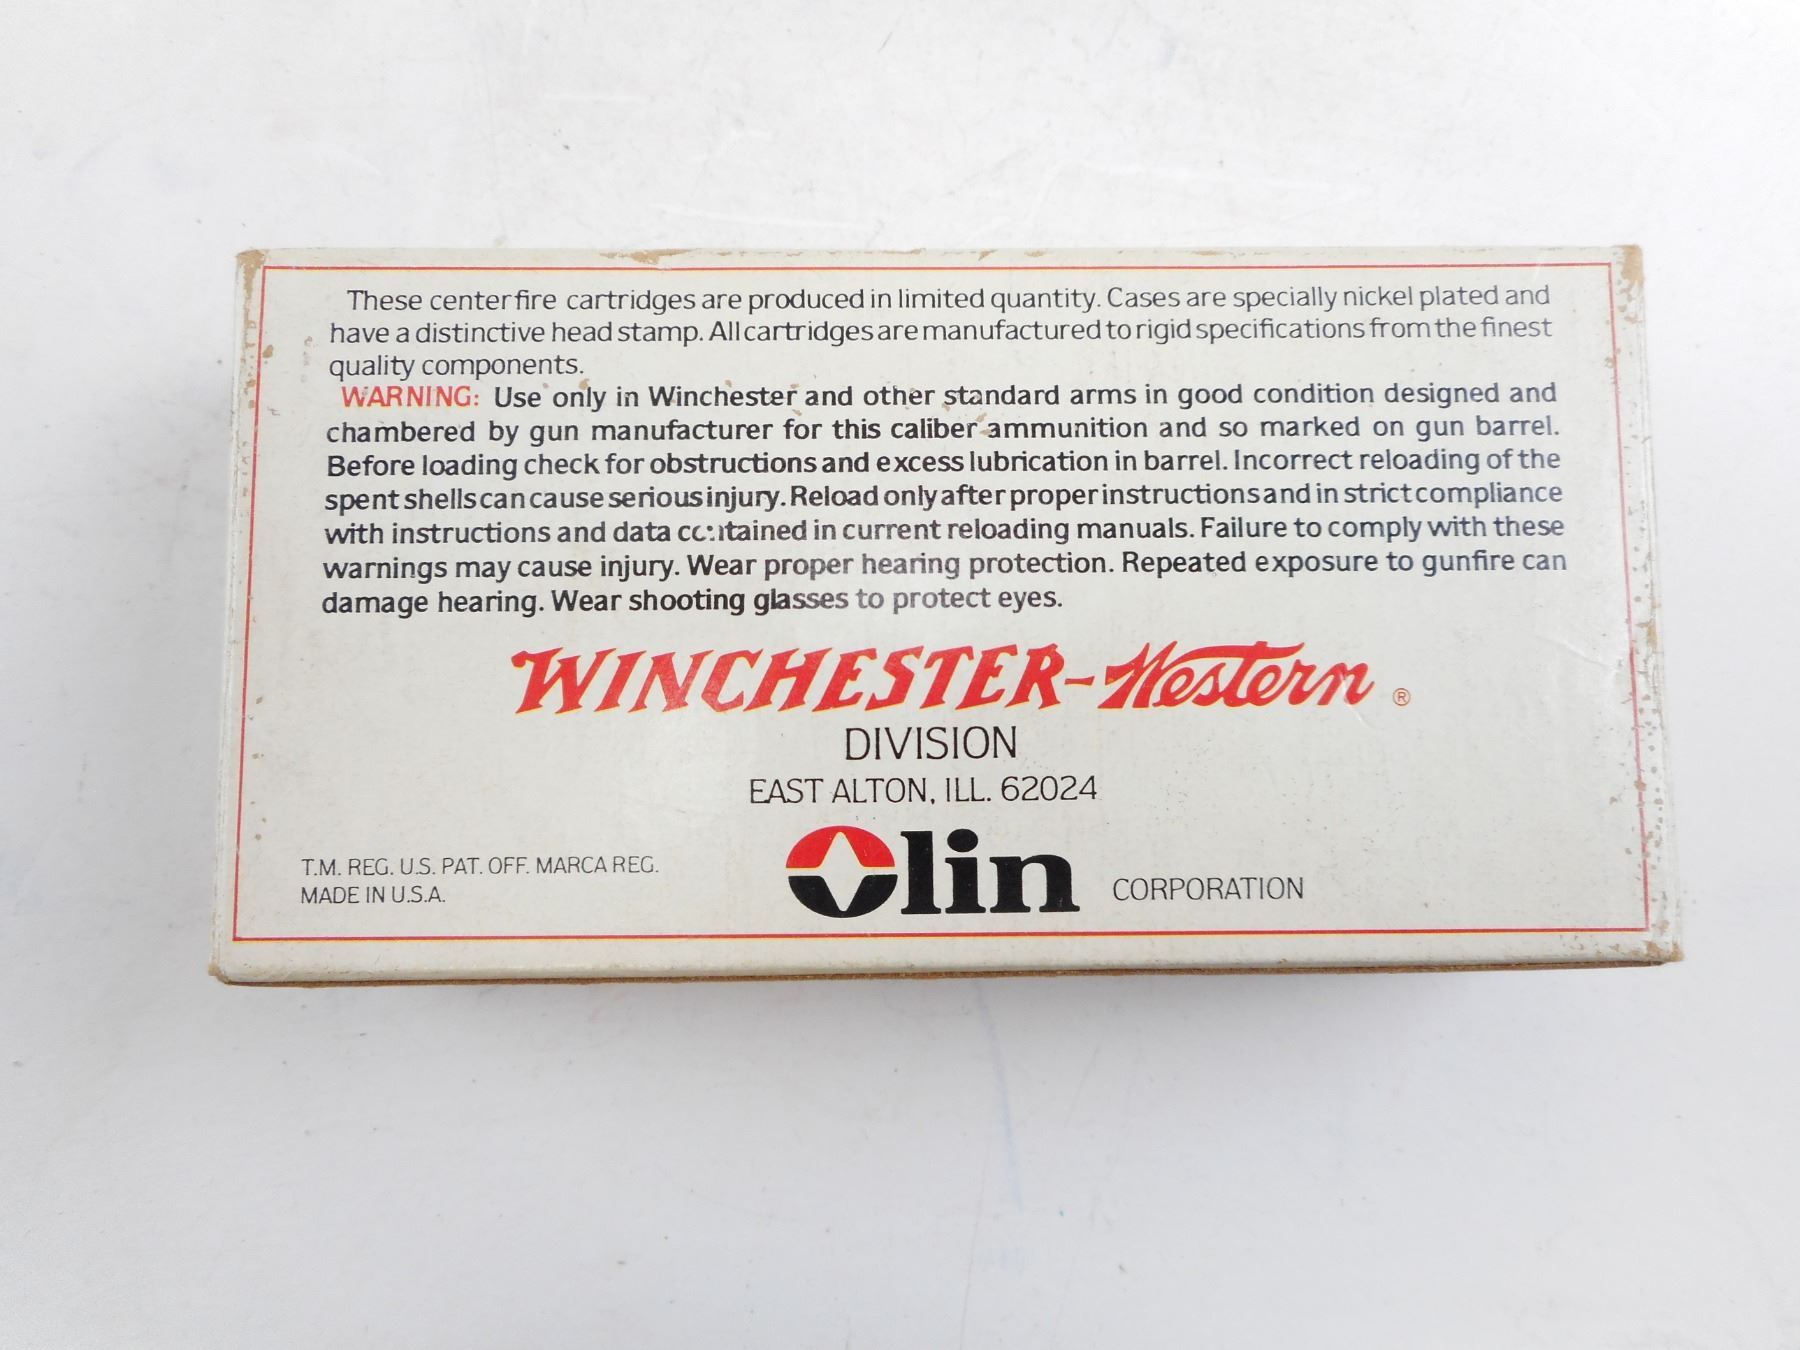 These centerfire cartridges are produced in limited quantity. Cases are specially nickel plated and
have a distinctive head stamp. All cartridges are manufactured to rigid specifications from the finest
quality components.
WARNING: Use only in Winchester and other standard arms in good condition designed and
chambered by gun manufacturer for this caliber ammunition and so marked on gun barrel.
Before loading check for obstructions and excess lubrication in barrel. Incorrect reloading of the
spent shells can cause serious injury. Reload only after proper instructions and in strict compliance
with instructions and data contained in current reloading manuals. Failure to comply with these
warnings may cause injury. Wear proper hearing protection. Repeated exposure to gunfire can
damage hearing. Wear shooting glasses to protect eyes.
WINCHESTER-Western ®
DIVISION
EAST ALTON, ILL. 62024
T.M. REG. U.S. PAT. OFF. MARCA REG.
MADE IN U.S.A.
Olin CORPORATION